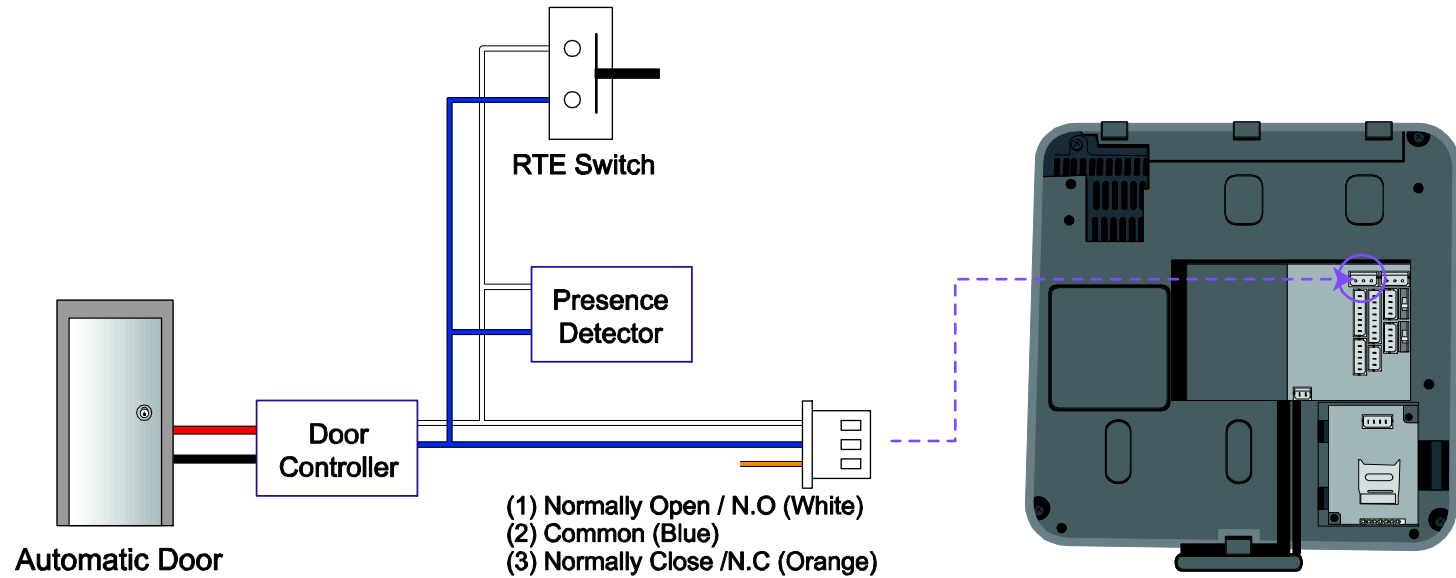 RTE Switch
Presence
Detector
Door
Controller
(1) Normally Open / N.O (White)
(2) Common (Blue)
(3) Normally Close /N.C (Orange)
Automatic Door